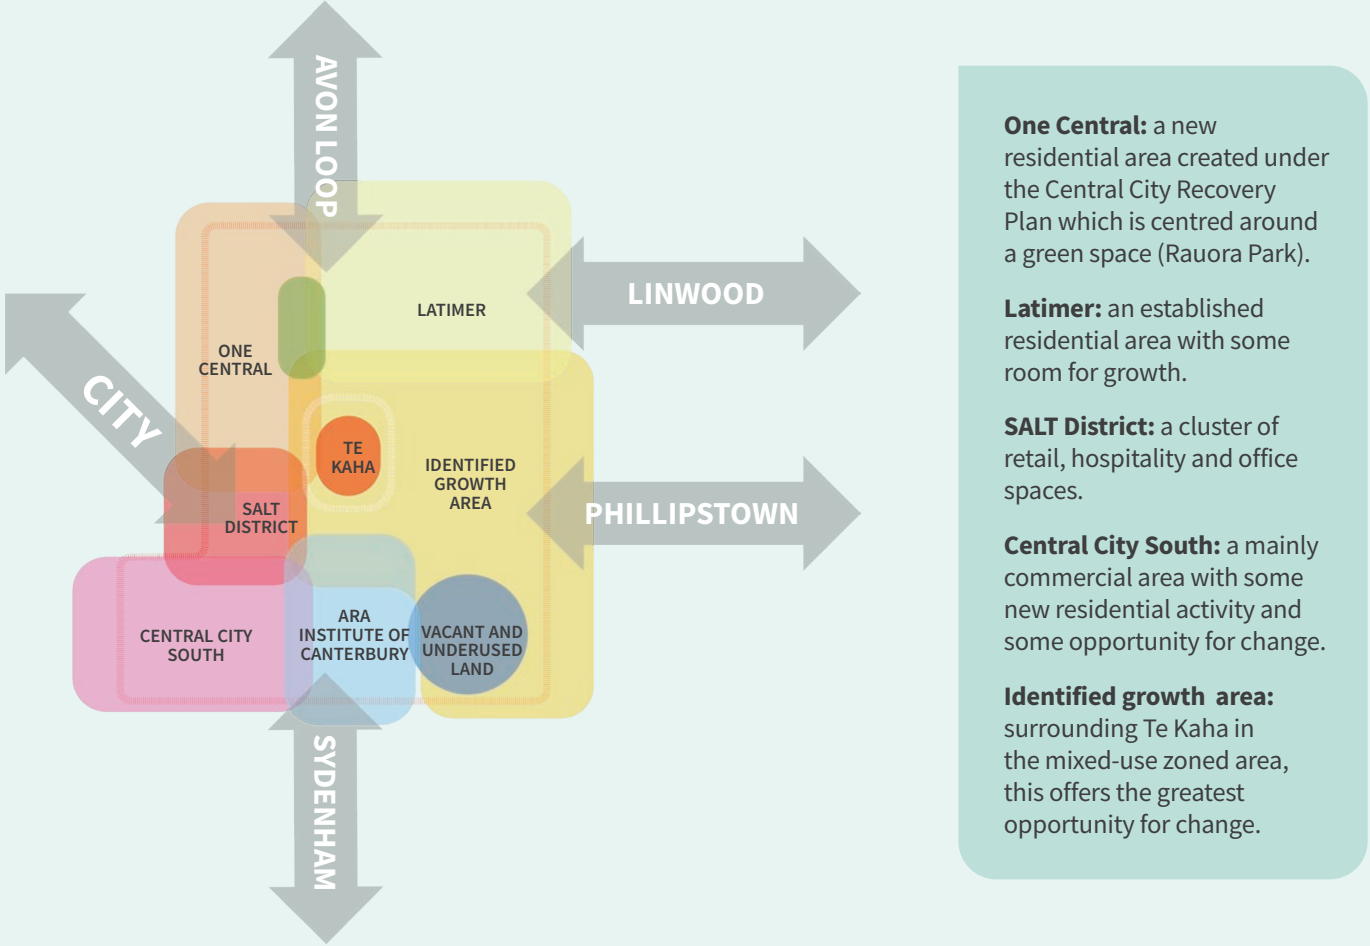 AVON LOOP
LATIMER
LINWOOD
ONE
CENTRAL
CITY
TE
KAHA
IDENTIFIED
GROWTH
AREA
SALT
DISTRICT
PHILLIPSTOWN
ARA
INSTITUTE OF
CANTERBURY
VACANT AND
UNDERUSED
LAND
CENTRAL CITY
SOUTH
SYDENHAM
One Central: a new
residential area created under
the Central City Recovery
Plan which is centred around
a green space (Rauora Park).
Latimer: an established
residential area with some
room for growth.
SALT District: a cluster of
retail, hospitality and office
spaces.
Central City South: a mainly
commercial area with some
new residential activity and
some opportunity for change.
Identified growth area:
surrounding Te Kaha in
the mixed-use zoned area,
this offers the greatest
opportunity for change.